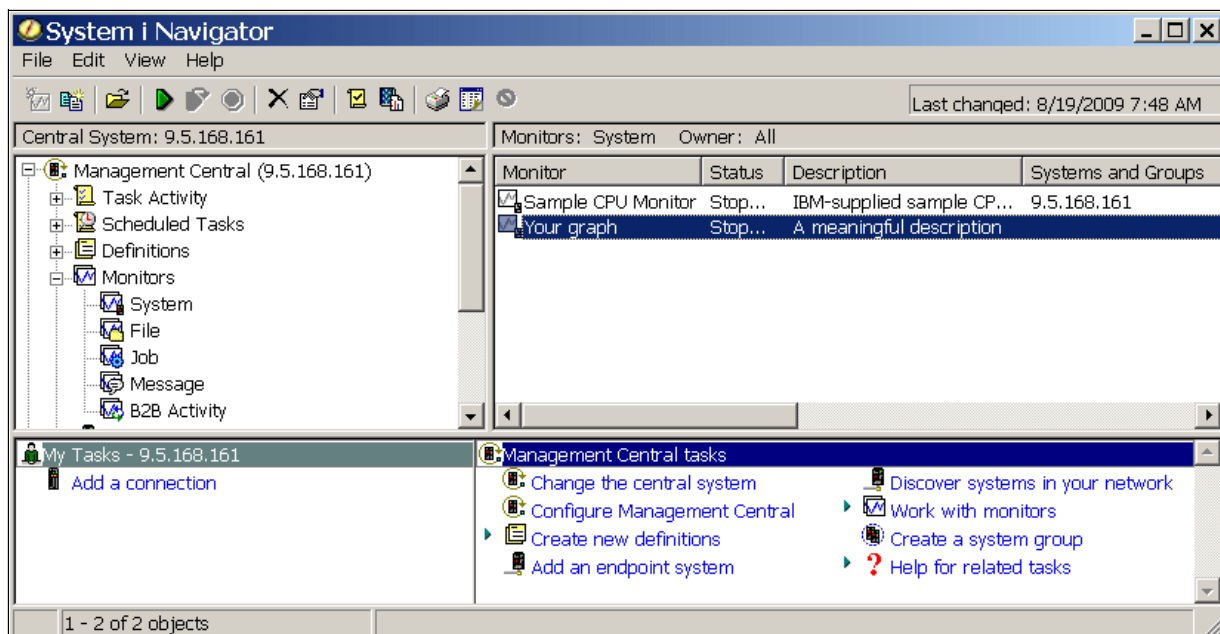 System i Navigator
File Edit View Help
Last changed: 8/19/2009 7:48 AM
Central System: 9.5.168.161
Monitors: System Owner: All
Management Central (9.5.168.161)
Task Activity
Scheduled Tasks
Definitions
Monitors
System
File
Job
Message
B2B Activity
Monitor Status Description Systems and Groups
Sample CPU Monitor Stop... IBM-supplied sample CP... 9.5.168.161
Your graph Stop... A meaningful description
My Tasks - 9.5.168.161
Add a connection
Management Central tasks
Change the central system
Configure Management Central
Create new definitions
Add an endpoint system
Discover systems in your network
Work with monitors
Create a system group
? Help for related tasks
1 - 2 of 2 objects